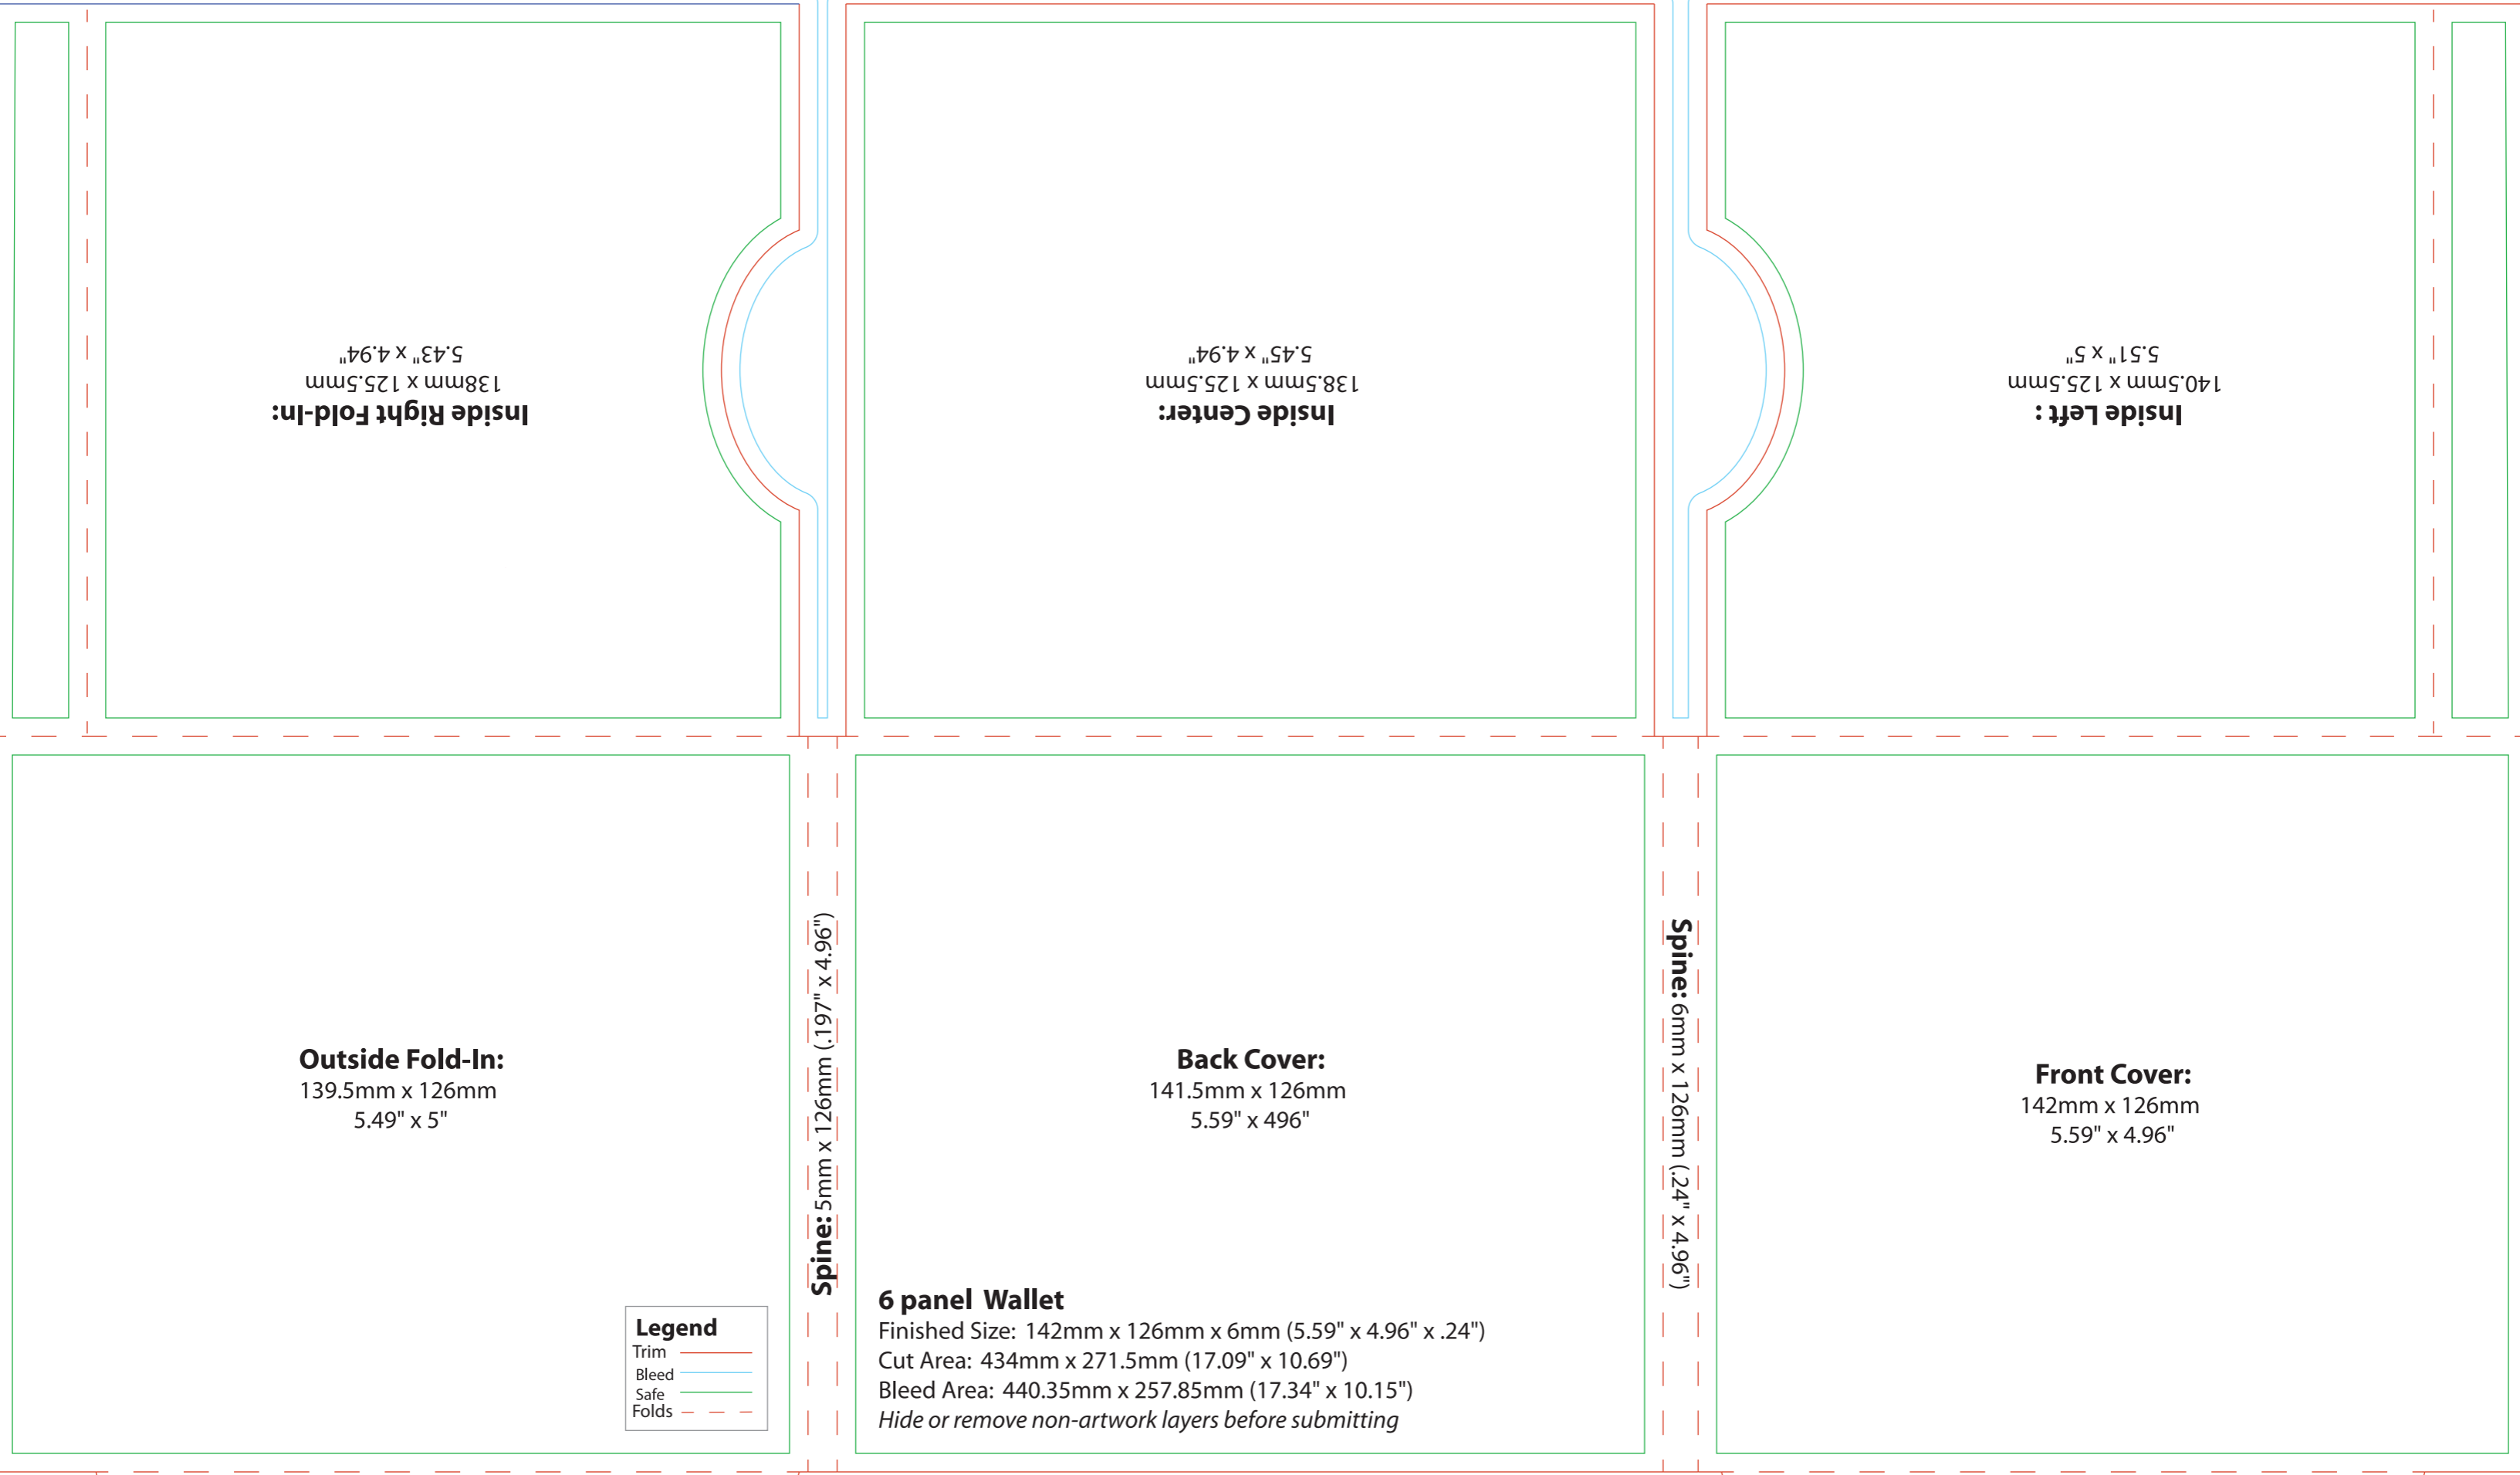 Inside Right Fold-In:
138mm x 125.5mm
5.43" x 4.94"
Inside Center:
138.5mm x 125.5mm
5.45" x 4.94"
Inside Left :
140.5mm x 125.5mm
5.51" x 5"
Outside Fold-In:
139.5mm x 126mm
5.49" x 5"
Legend
Trim
Bleed
Safe
Folds
Spine: 5mm x 126mm (.197" x 4.96")
Back Cover:
141.5mm x 126mm
5.59" x 496"
6 panel  Wallet
Finished Size: 142mm x 126mm x 6mm (5.59" x 4.96" x .24")
Cut Area: 434mm x 271.5mm (17.09" x 10.69")
Bleed Area: 440.35mm x 257.85mm (17.34" x 10.15")
Hide or remove non-artwork layers before submitting
Spine: 6mm x 126mm (.24" x 4.96")
Front Cover:
142mm x 126mm
5.59" x 4.96"